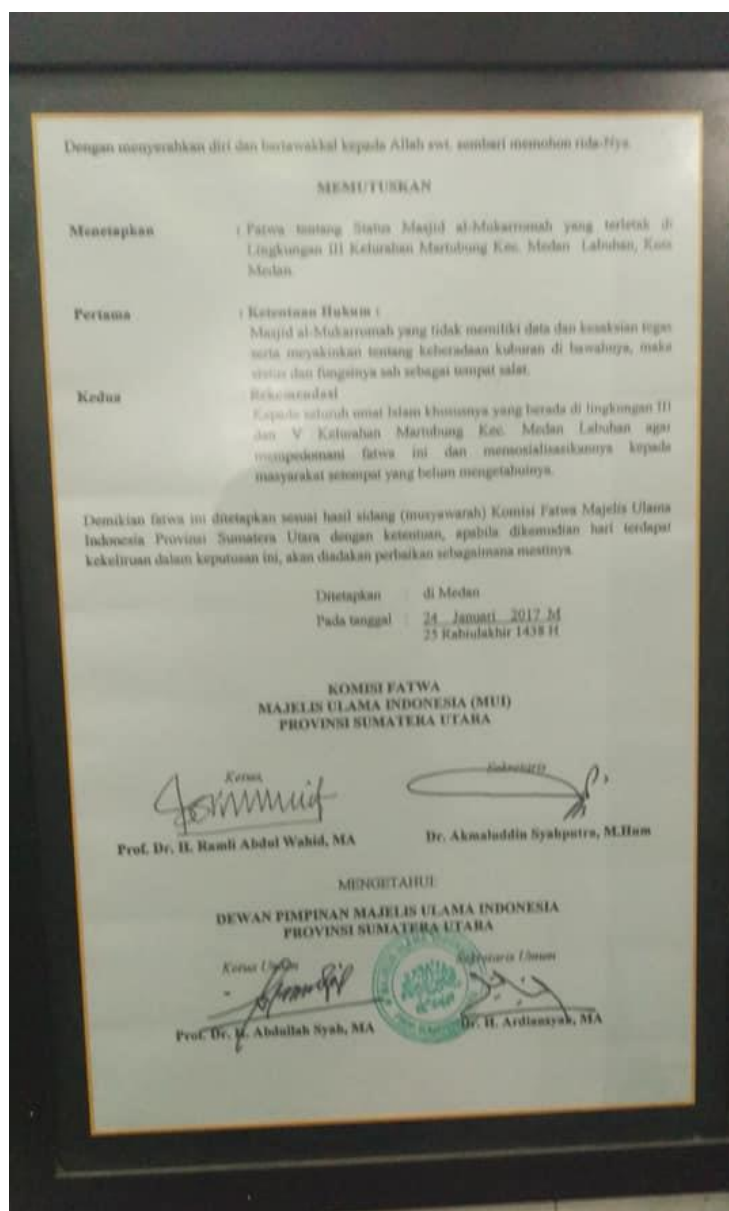 Dengan menyerahkan diri dan bertawakkal kepada Allah swt. sembari memohon rida-Nya
MEMUTUSKAN
Menetapkan : Fatwa tentang Status Masjid al-Mukarromah yang terletak di
Lingkungan III Kelurahan Martubung Kec. Medan Labuhan, Kota
Medan
Pertama : Ketentuan Hukum :
Masjid al-Mukarromah yang tidak memiliki data dan kesaksian tegas
serta meyakinkan tentang keberadaan kuburan di bawahnya, maka
status dan fungsinya sah sebagai tempat salat.
Kedua : Rekomendasi
Kepada seluruh umat Islam khususnya yang berada di lingkungan III
dan V Kelurahan Martubung Kec. Medan Labuhan agar
mempedomani fatwa ini dan mensosialisasikannya kepada
masyarakat setempat yang belum mengetahuinya.
Demikian fatwa ini ditetapkan sesuai hasil sidang (musyawarah) Komisi Fatwa Majelis Ulama
Indonesia Provinsi Sumatera Utara dengan ketentuan, apabila dikemudian hari terdapat
kekeliruan dalam keputusan ini, akan diadakan perbaikan sebagaimana mestinya.
Ditetapkan : di Medan
Pada tanggal : 24 Januari 2017 M
25 Rabiulakhir 1438 H
KOMISI FATWA
MAJELIS ULAMA INDONESIA (MUI)
PROVINSI SUMATERA UTARA
Ketua, Sekretaris
Prof. Dr. H. Ramli Abdul Wahid, MA Dr. Akmaluddin Syahputra, M.Hum
MENGETAHUI:
DEWAN PIMPINAN MAJELIS ULAMA INDONESIA
PROVINSI SUMATERA UTARA
Ketua Umum Sekretaris Umum
Prof. Dr. H. Abdullah Syah, MA Dr. H. Ardiansyah, MA